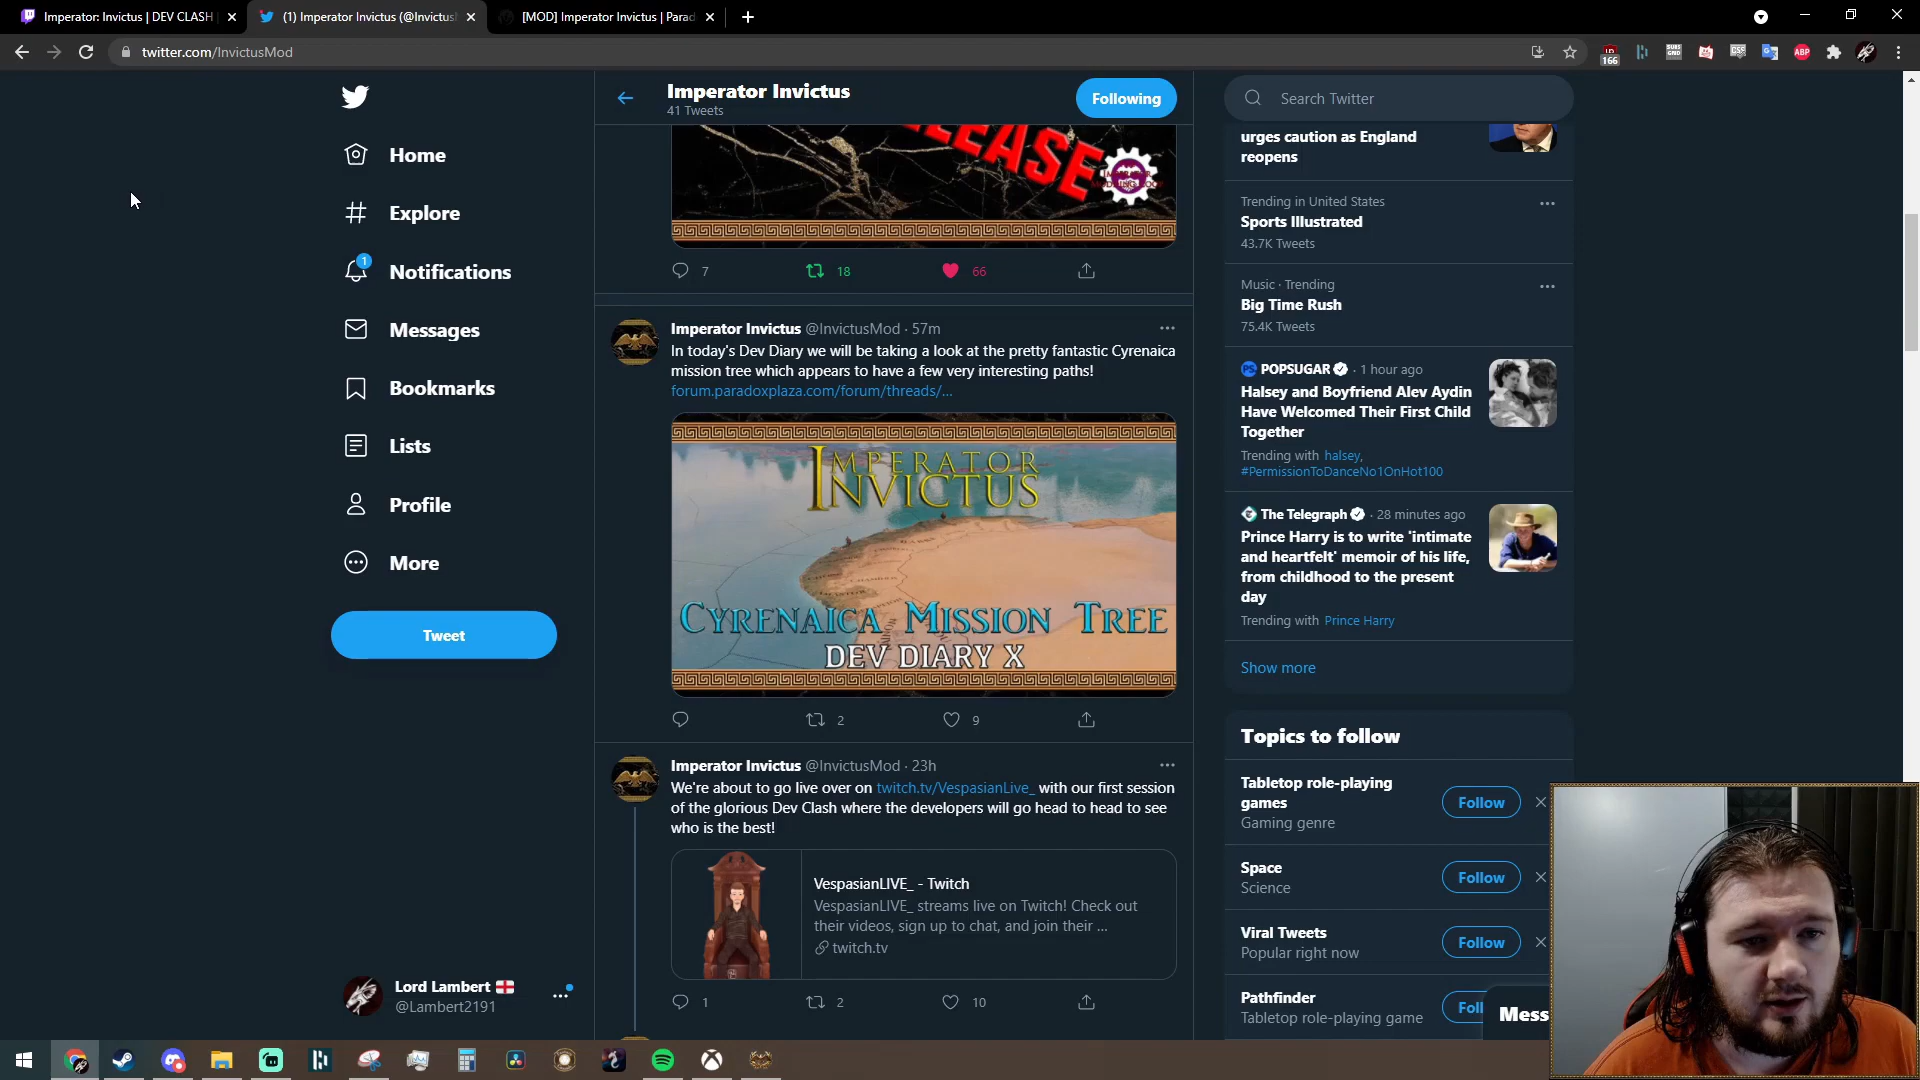 Imperator: Invictus | DEV CLASH
(1) Imperator Invictus (@Invictus
[MOD] Imperator Invictus | Parad
twitter.com/InvictusMod
166
ABP
Home
Explore
1
Notifications
Messages
Bookmarks
Lists
Profile
More
Tweet
Lord Lambert
@Lambert2191
Imperator Invictus
41 Tweets
Following
LEASE
7
18
66
Imperator Invictus @InvictusMod · 57m
In today's Dev Diary we will be taking a look at the pretty fantastic Cyrenaica
mission tree which appears to have a few very interesting paths!
forum.paradoxplaza.com/forum/threads/...
IMPERATOR
INVICTUS
CYRENAICA MISSION TREE
DEV DIARY X
2
9
Imperator Invictus @InvictusMod · 23h
We're about to go live over on twitch.tv/VespasianLive_ with our first session
of the glorious Dev Clash where the developers will go head to head to see
who is the best!
VespasianLIVE_ - Twitch
VespasianLIVE_ streams live on Twitch! Check out
their videos, sign up to chat, and join their ...
twitch.tv
1
2
10
Search Twitter
urges caution as England
reopens
Trending in United States
Sports Illustrated
43.7K Tweets
Music · Trending
Big Time Rush
75.4K Tweets
POPSUGAR · 1 hour ago
Halsey and Boyfriend Alev Aydin
Have Welcomed Their First Child
Together
Trending with halsey,
#PermissionToDanceNo1OnHot100
The Telegraph · 28 minutes ago
Prince Harry is to write 'intimate
and heartfelt' memoir of his life,
from childhood to the present
day
Trending with Prince Harry
Show more
Topics to follow
Tabletop role-playing
games
Gaming genre
Follow
Space
Science
Follow
Viral Tweets
Popular right now
Follow
Pathfinder
Tabletop role-playing game
Foll
Mess